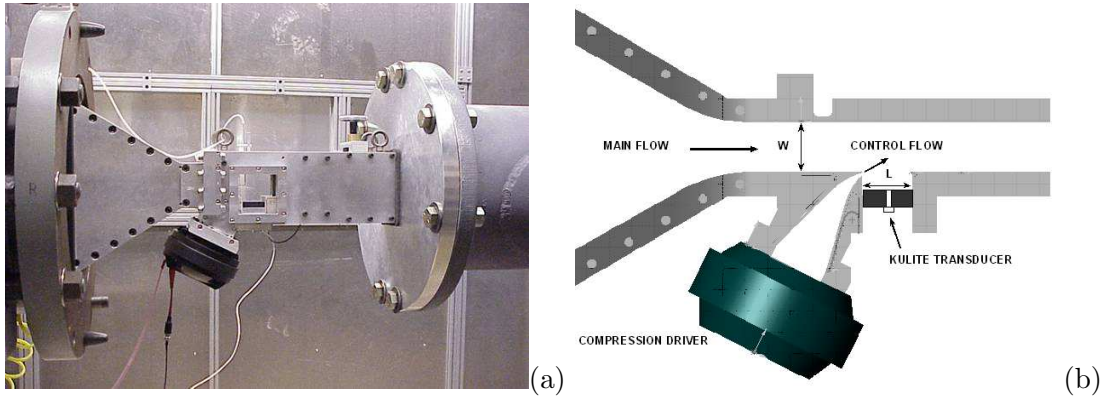 MAIN FLOW
W
CONTROL FLOW
L
KULITE TRANSDUCER
COMPRESSION DRIVER
(a)
(b)